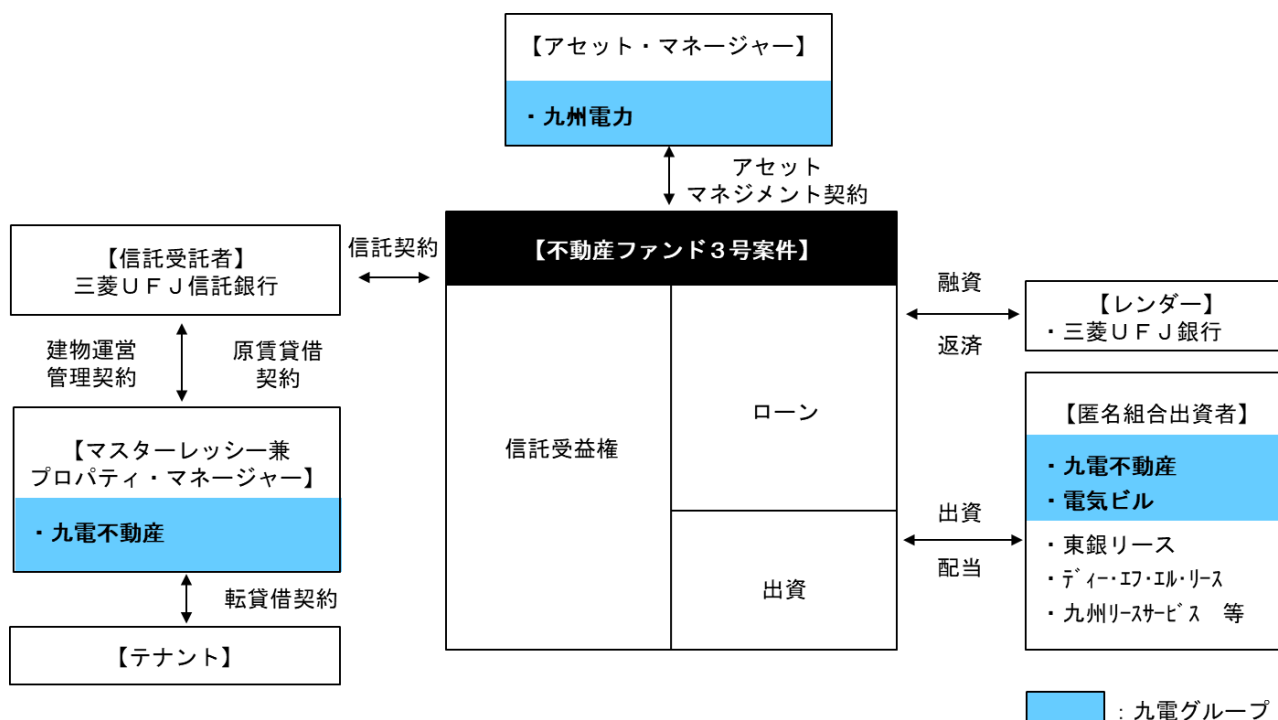 【アセット・マネージャー】
・九州電力
アセット
マネジメント契約
【信託受託者】
三菱ＵＦＪ信託銀行
信託契約
【不動産ファンド３号案件】
融資
返済
【レンダー】
・三菱ＵＦＪ銀行
建物運営
管理契約
原賃貸借
契約
信託受益権
ローン
出資
【マスターレッシー兼
プロパティ・マネージャー】
・九電不動産
転貸借契約
【テナント】
出資
配当
【匿名組合出資者】
・九電不動産
・電気ビル
・東銀リース
・ﾃﾞｨｰ･ｴﾌ･ｴﾙ･ﾘｰｽ
・九州ﾘｰｽｻｰﾋﾞｽ　等
：九電グループ